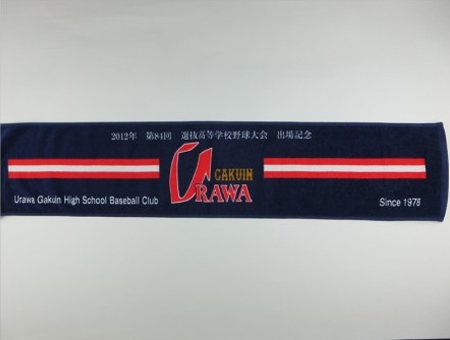 2012年 第84回 選抜高等学校野球大会 出場記念
GAKUIN
URAWA
Urawa Gakuin High School Baseball Club
Since 1978